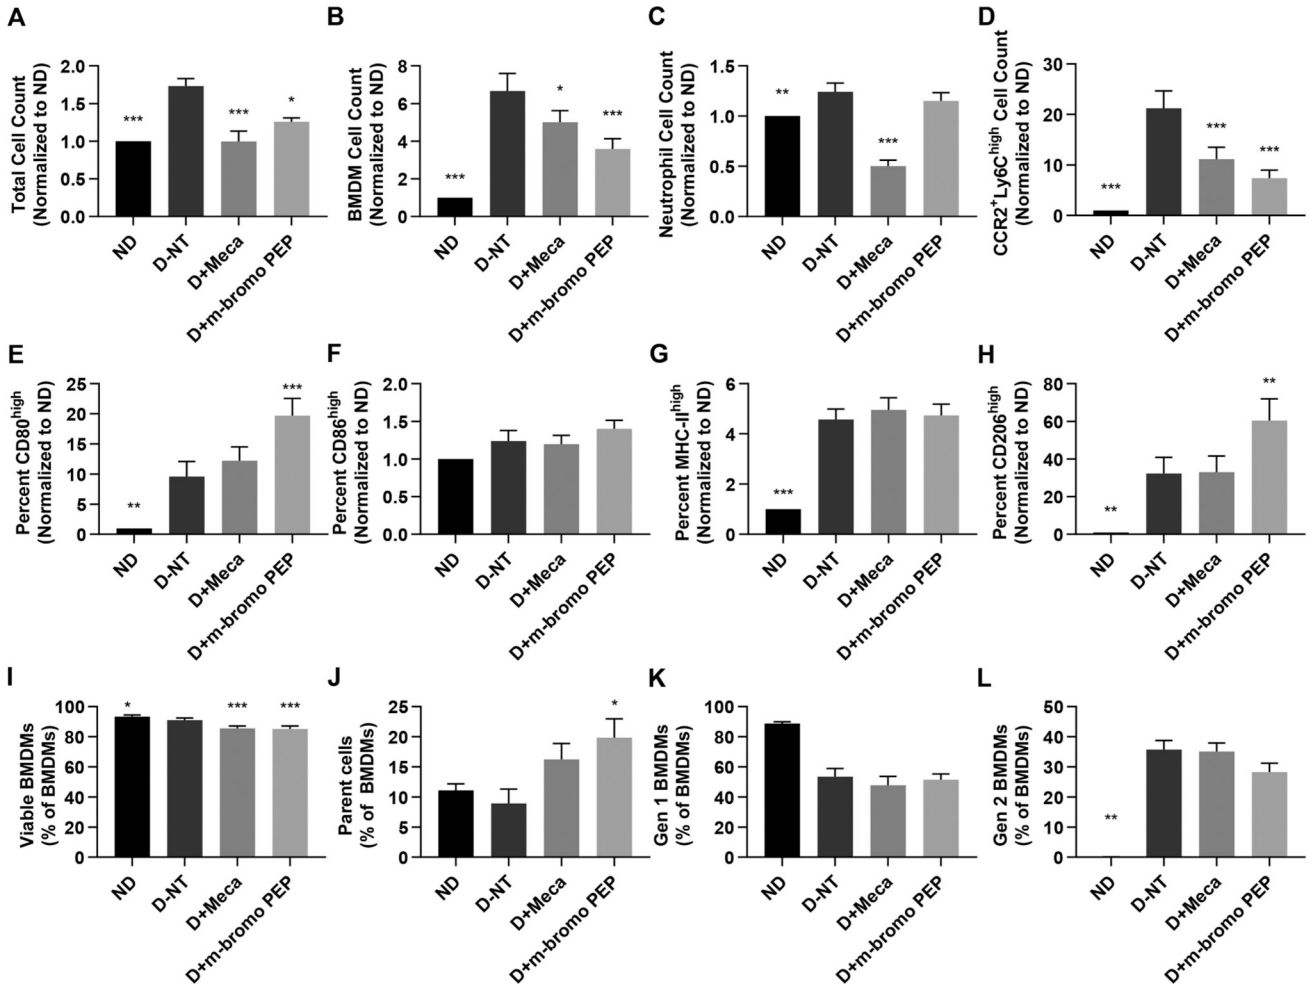 A
Total Cell Count
(Normalized to ND)
2.0
1.5
1.0
0.5
0.0
***
***
*
ND
D-NT
D+Meca
D+m-bromo PEP
B
BMDM Cell Count
(Normalized to ND)
8
6
4
2
0
***
*
***
ND
D-NT
D+Meca
D+m-bromo PEP
C
Neutrophil Cell Count
(Normalized to ND)
1.5
1.0
0.5
0.0
**
***
ND
D-NT
D+Meca
D+m-bromo PEP
D
CCR2+Ly6Chigh Cell Count
(Normalized to ND)
30
20
10
0
***
***
***
ND
D-NT
D+Meca
D+m-bromo PEP
E
Percent CD80high
(Normalized to ND)
25
20
15
10
5
0
**
***
ND
D-NT
D+Meca
D+m-bromo PEP
F
Percent CD86high
(Normalized to ND)
2.0
1.5
1.0
0.5
0.0
ND
D-NT
D+Meca
D+m-bromo PEP
G
Percent MHC-IIhigh
(Normalized to ND)
6
4
2
0
***
ND
D-NT
D+Meca
D+m-bromo PEP
H
Percent CD206high
(Normalized to ND)
80
60
40
20
0
**
**
ND
D-NT
D+Meca
D+m-bromo PEP
I
Viable BMDMs
(% of BMDMs)
100
80
60
40
20
0
*
***
***
ND
D-NT
D+Meca
D+m-bromo PEP
J
Parent cells
(% of BMDMs)
25
20
15
10
5
0
*
ND
D-NT
D+Meca
D+m-bromo PEP
K
Gen 1 BMDMs
(% of BMDMs)
100
80
60
40
20
0
ND
D-NT
D+Meca
D+m-bromo PEP
L
Gen 2 BMDMs
(% of BMDMs)
50
40
30
20
10
0
**
ND
D-NT
D+Meca
D+m-bromo PEP